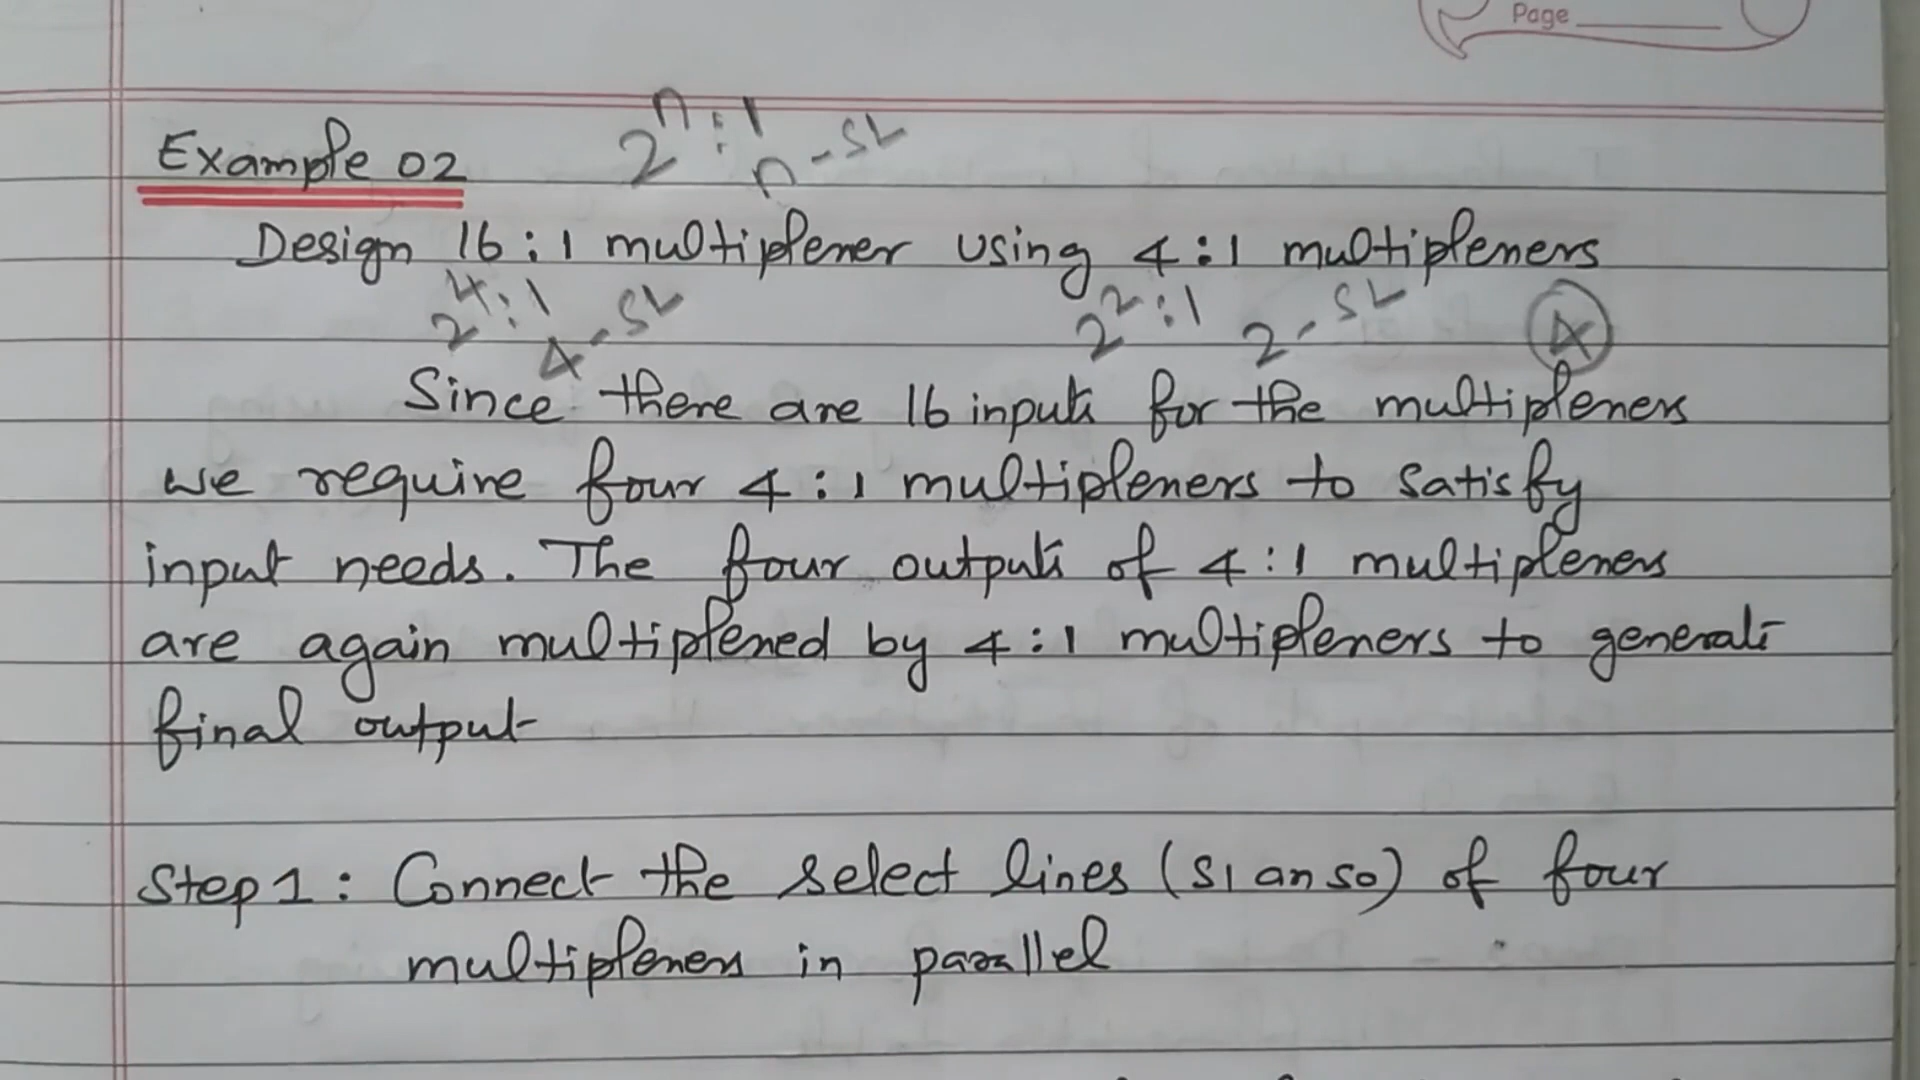 Page
2^n : 1
n - SL
Example 02
Design 16 : 1 multiplexer using 4 : 1 multiplexers
2^4 : 1 4 - SL 2^2 : 1 2 - SL 4
Since there are 16 inputs for the multiplexers
we require four 4 : 1 multiplexers to satisfy
input needs. The four outputs of 4 : 1 multiplexers
are again multiplexed by 4 : 1 multiplexers to generate
final output
Step 1 : Connect the select lines (S1 an S0) of four
multiplexers in parallel